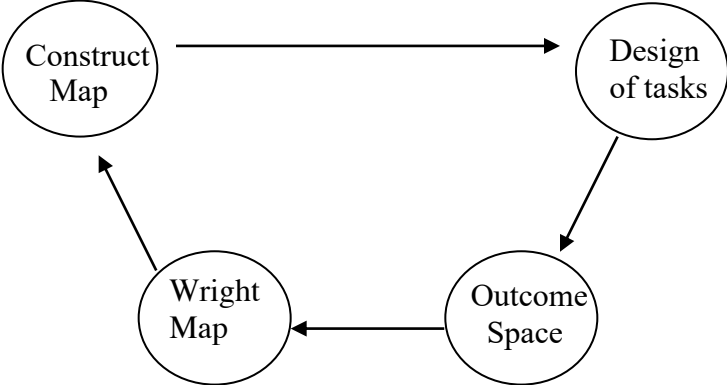 Construct
Map
Design
of tasks
Wright
Map
Outcome
Space